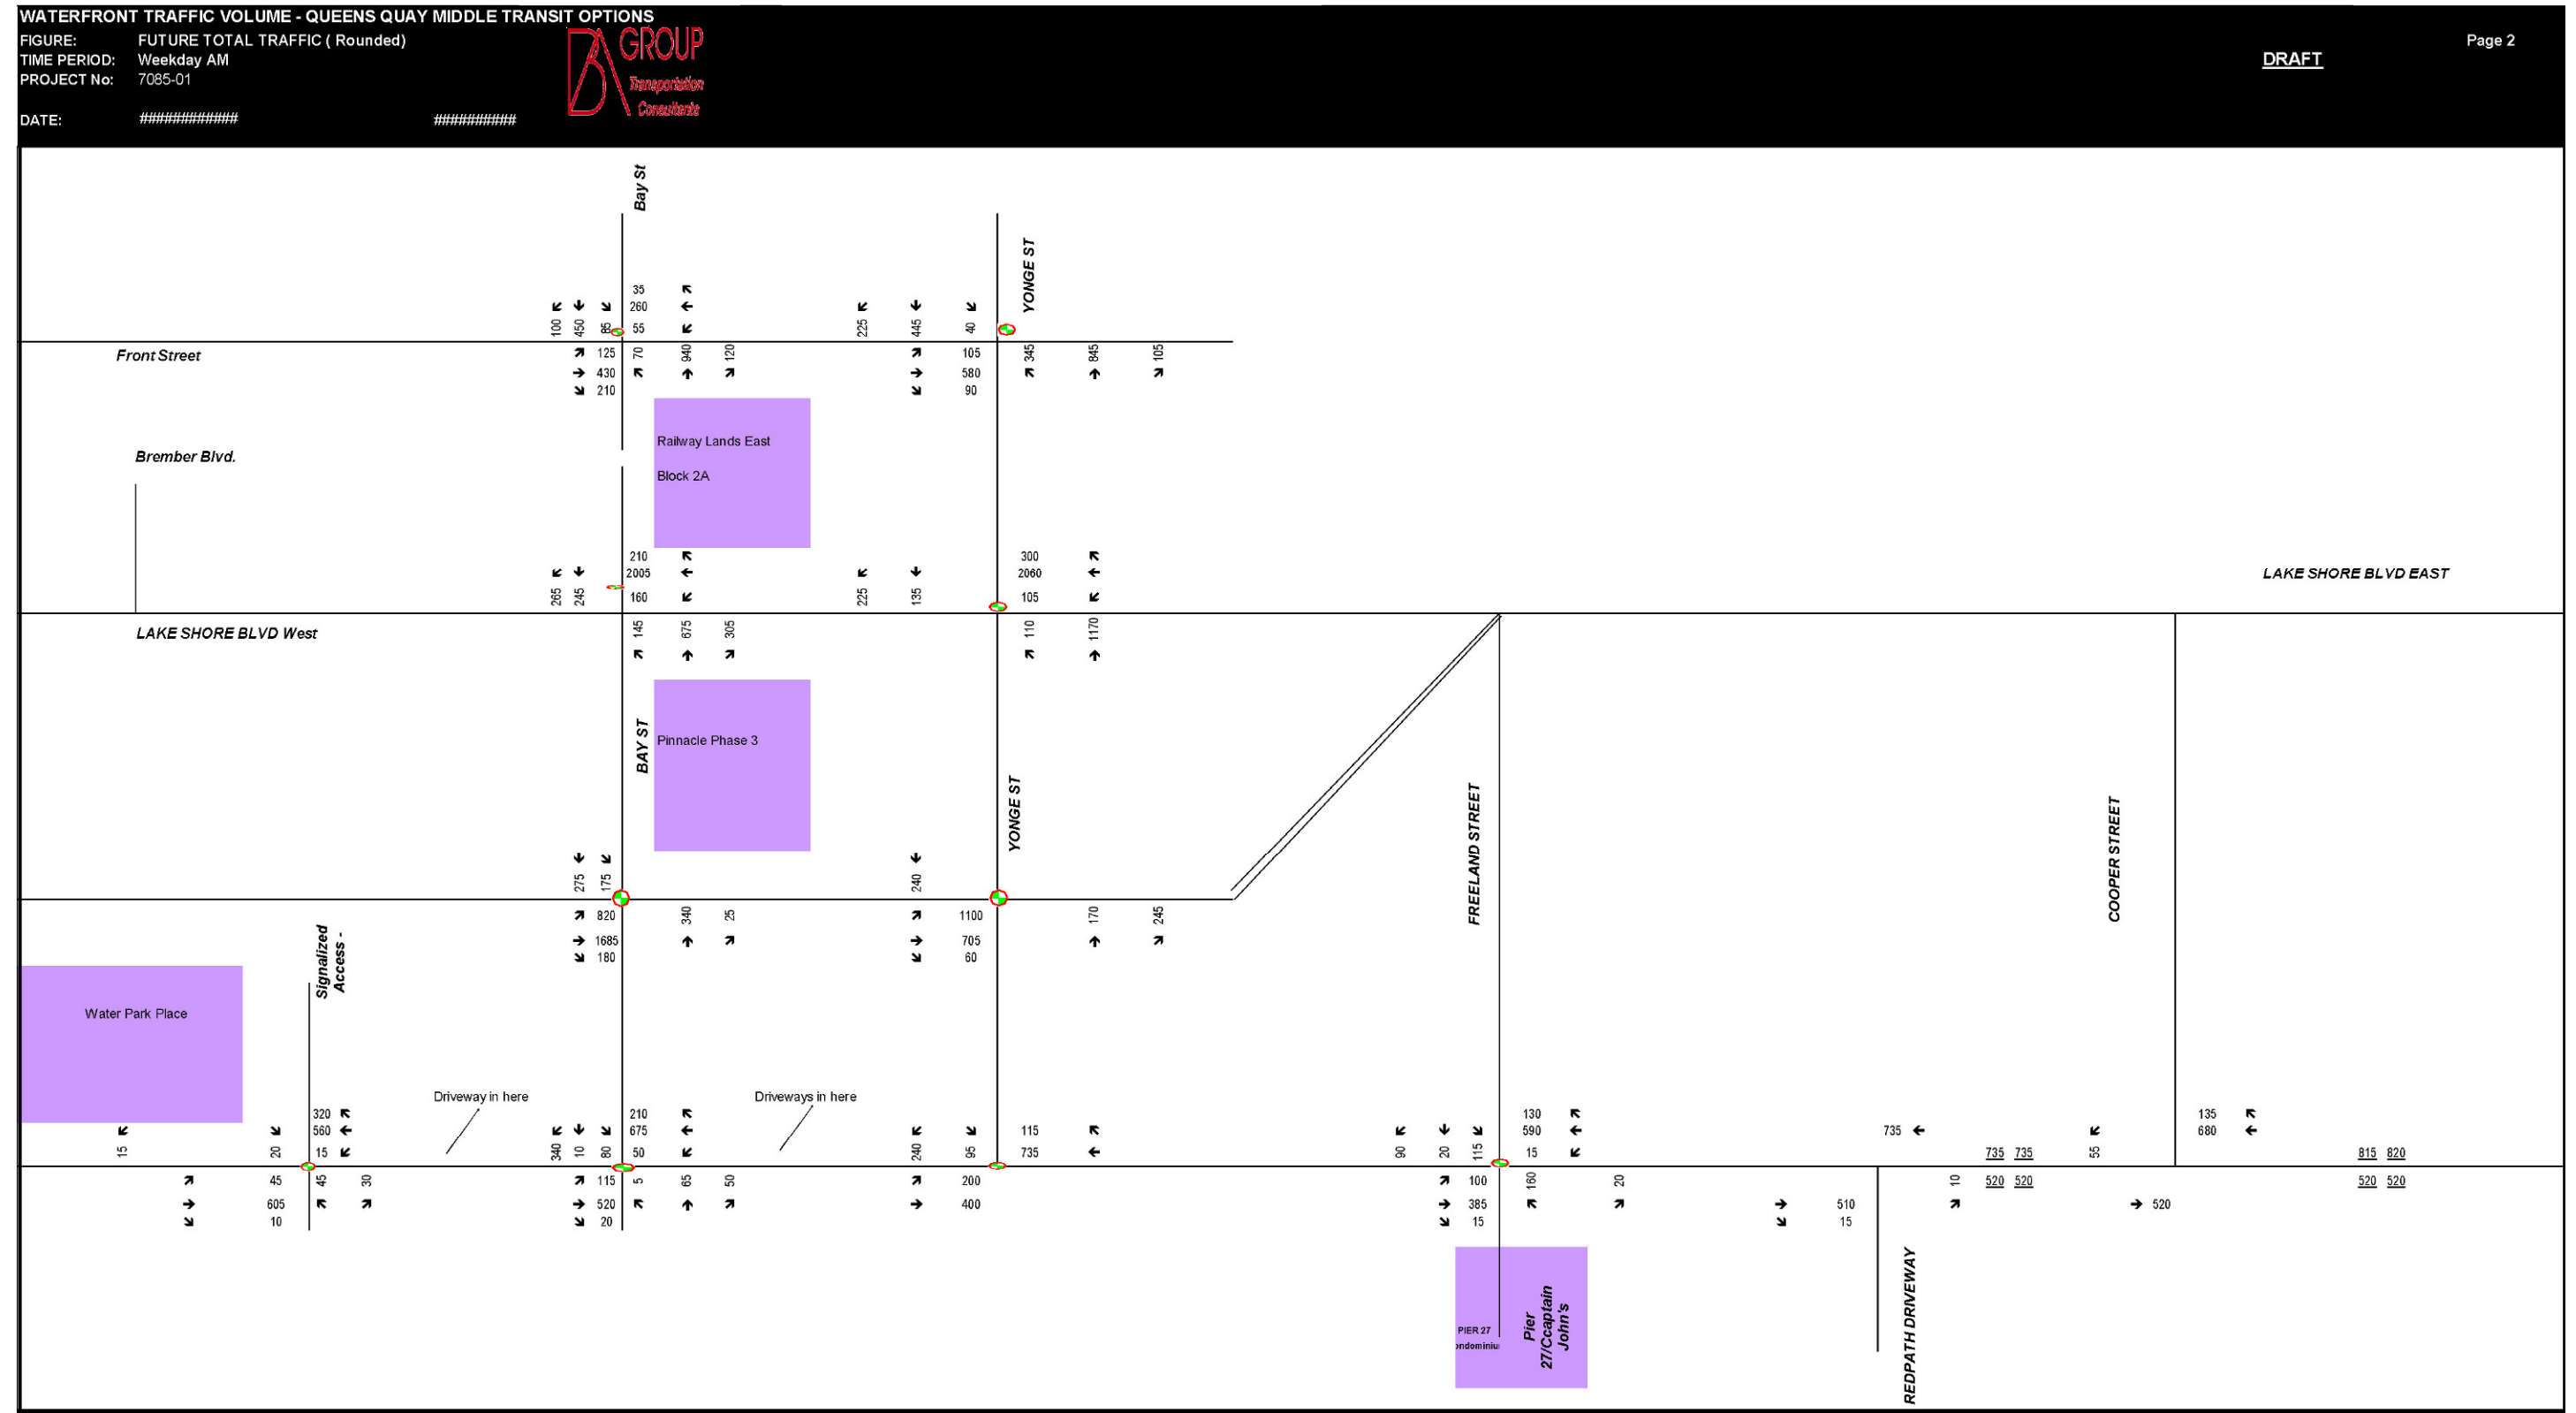 WATERFRONT TRAFFIC VOLUME - QUEENS QUAY MIDDLE TRANSIT OPTIONS
FIGURE: FUTURE TOTAL TRAFFIC ( Rounded)
TIME PERIOD: Weekday AM
PROJECT No: 7085-01
DATE: ############ ###########
BA GROUP
Transportation
Consultants
DRAFT
Page 2
Bay St
YONGE ST
35
260
55
100 450 85
225 445 40
Front Street
125 70 940 120
430
210
105 345 845 105
580
90
Railway Lands East
Block 2A
Brember Blvd.
210
2005
160
265 245
225 135
300
2060
105
LAKE SHORE BLVD EAST
LAKE SHORE BLVD West
145 675 305
110 1170
BAY ST
Pinnacle Phase 3
YONGE ST
FREELAND STREET
COOPER STREET
275 175
240
820 340 25
1685
180
1100 170 245
705
60
Signalized
Access -
Water Park Place
Driveway in here
Driveways in here
15 20
320
560
15
340 10 80
210
675
50
240 95
115
735
90 20 115
130
590
15
735
735 735
55
135
680
815 820
45 45 30
605
10
115 5 65 50
520
20
200
400
100 160 20
385
15
510
15
10
520 520
520
520 520
PIER 27
ondominiu
Pier
27/Ccaptain
John's
REDPATH DRIVEWAY